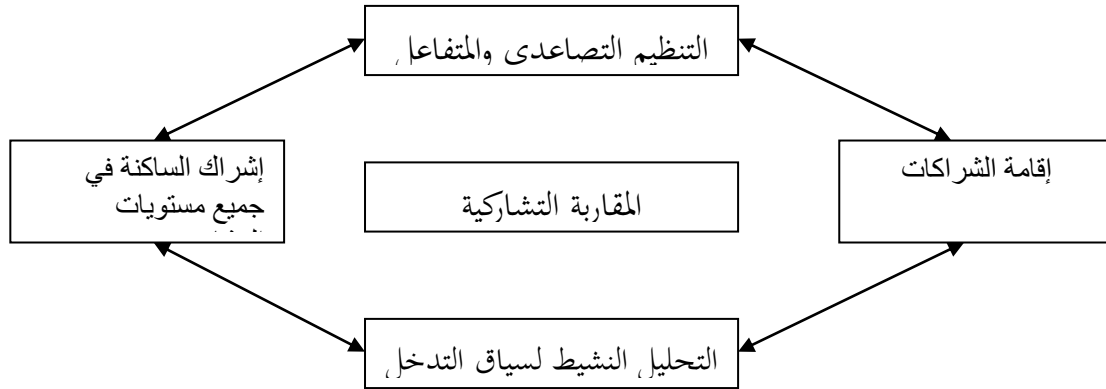 التنظيم التصاعدي والمتفاعل
إقامة الشراكات
إشراك الساكنة في
جميع مستويات
المقاربة التشاركية
التحليل النشيط لسياق التدخل